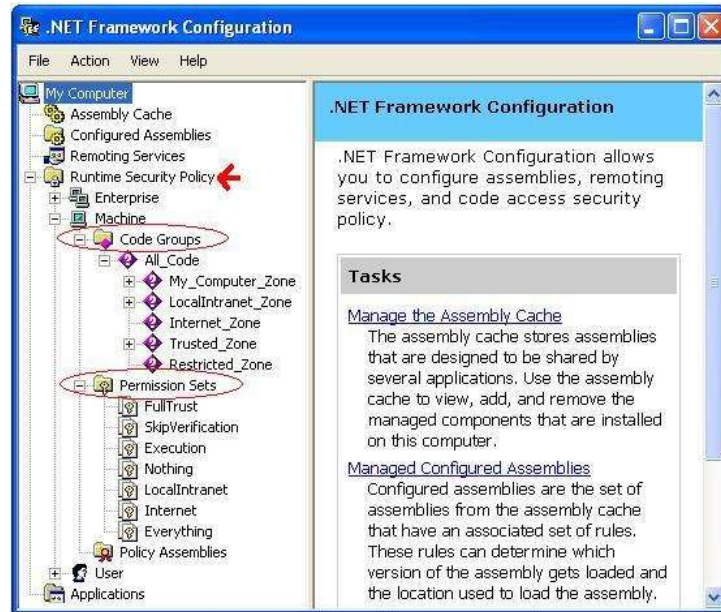 .NET Framework Configuration
File Action View Help
My Computer
Assembly Cache
Configured Assemblies
Remoting Services
Runtime Security Policy
Enterprise
Machine
Code Groups
All_Code
My_Computer_Zone
LocalIntranet_Zone
Internet_Zone
Trusted_Zone
Restricted_Zone
Permission Sets
FullTrust
SkipVerification
Execution
Nothing
LocalIntranet
Internet
Everything
Policy Assemblies
User
Applications
.NET Framework Configuration
.NET Framework Configuration allows
you to configure assemblies, remoting
services, and code access security
policy.
Tasks
Manage the Assembly Cache
The assembly cache stores assemblies
that are designed to be shared by
several applications. Use the assembly
cache to view, add, and remove the
managed components that are installed
on this computer.
Managed Configured Assemblies
Configured assemblies are the set of
assemblies from the assembly cache
that have an associated set of rules.
These rules can determine which
version of the assembly gets loaded and
the location used to load the assembly.